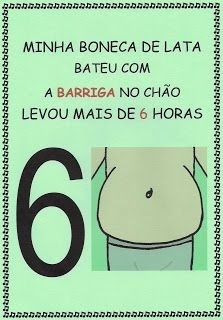 MINHA BONECA DE LATA
BATEU COM
A BARRIGA NO CHÃO
LEVOU MAIS DE 6 HORAS
6